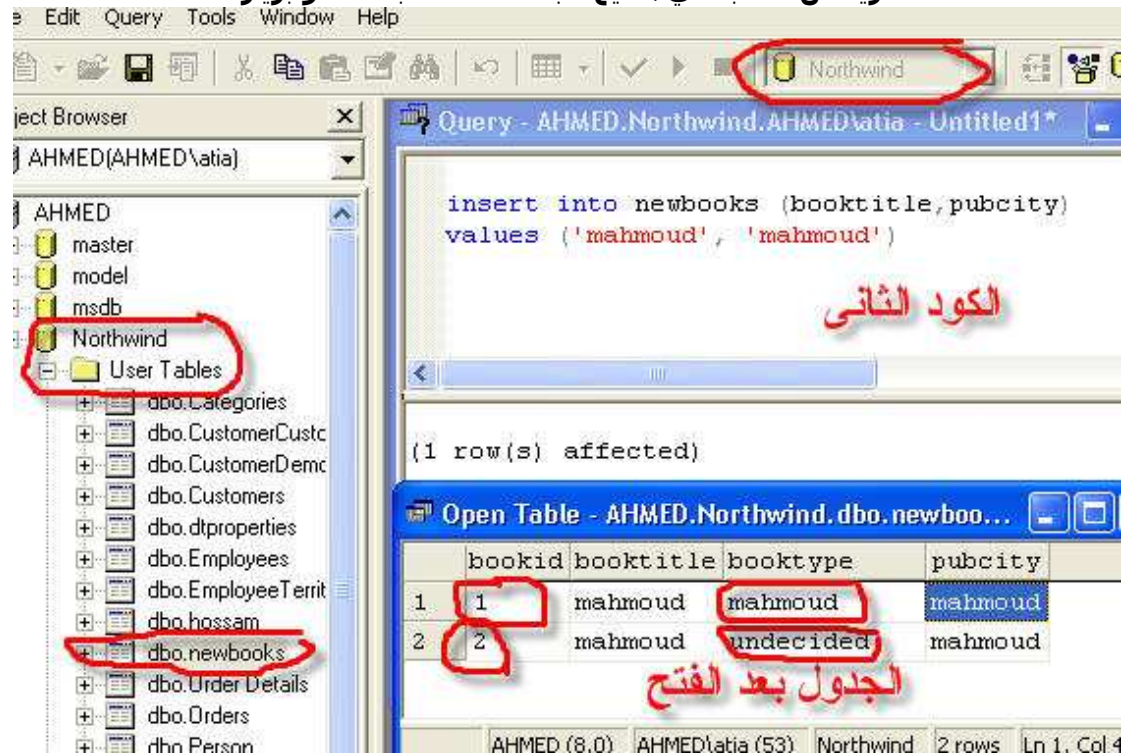 Edit Query Tools Window Help
Northwind
ject Browser
AHMED(AHMED\atia)
AHMED
master
model
msdb
Northwind
User Tables
dbo.Categories
dbo.CustomerCustc
dbo.CustomerDemc
dbo.Customers
dbo.dtproperties
dbo.Employees
dbo.EmployeeTerrit
dbo.hossam
dbo.newbooks
dbo.Order Details
dbo.Orders
dbo.Person
Query - AHMED.Northwind.AHMED\atia - Untitled1*
insert into newbooks (booktitle,pubcity)
values ('mahmoud', 'mahmoud')
الكود الثانى
(1 row(s) affected)
Open Table - AHMED.Northwind.dbo.newboo...
bookid booktitle booktype pubcity
1 1 mahmoud mahmoud mahmoud
2 2 mahmoud undecided mahmoud
الجدول بعد الفتح
AHMED (8.0) AHMED\atia (53) Northwind 2 rows Ln 1, Col 4